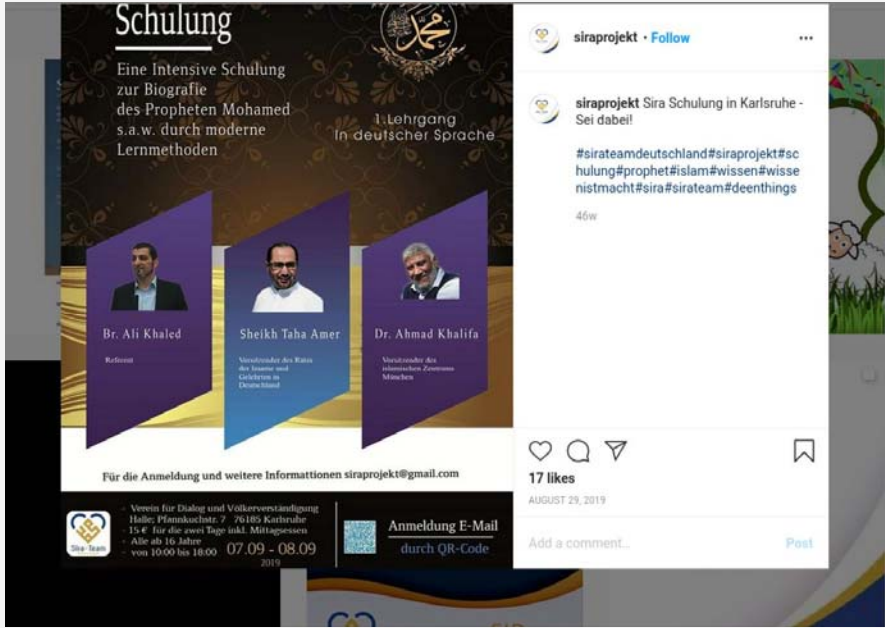 Schulung
محمد
Eine Intensive Schulung
zur Biografie
des Propheten Mohamed
s.a.w. durch moderne
Lernmethoden
1.Lehrgang
In deutscher Sprache
Br. Ali Khaled
Referent
Sheikh Taha Amer
Vorsitzender des Rates
der Imame und
Gelehrten in
Deutschland
Dr. Ahmad Khalifa
Vorsitzender des
islamischen Zentrums
München
Für die Anmeldung und weitere Informattionen siraprojekt@gmail.com
Sira-Team
- Verein für Dialog und Völkerverständigung
Halle; Pfannkuchstr. 7 76185 Karlsruhe
- 15 € für die zwei Tage inkl. Mittagsessen
- Alle ab 16 Jahre
- von 10:00 bis 18:00 07.09 - 08.09
2019
Anmeldung E-Mail
durch QR-Code
siraprojekt • Follow
siraprojekt Sira Schulung in Karlsruhe -
Sei dabei!
#sirateamdeutschland#siraprojekt#sc
hulung#prophet#islam#wissen#wisse
nistmacht#sira#sirateam#deenthings
46w
17 likes
AUGUST 29, 2019
Add a comment...
Post